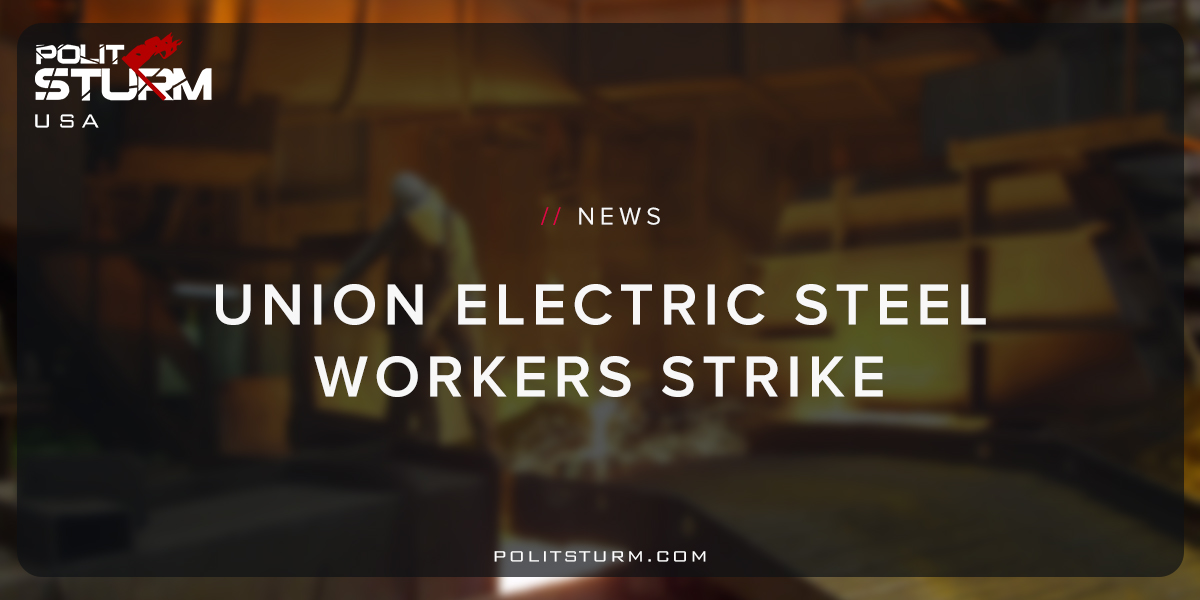 POLIT
STURM
USA
// NEWS
UNION ELECTRIC STEEL
WORKERS STRIKE
POLITSTURM.COM